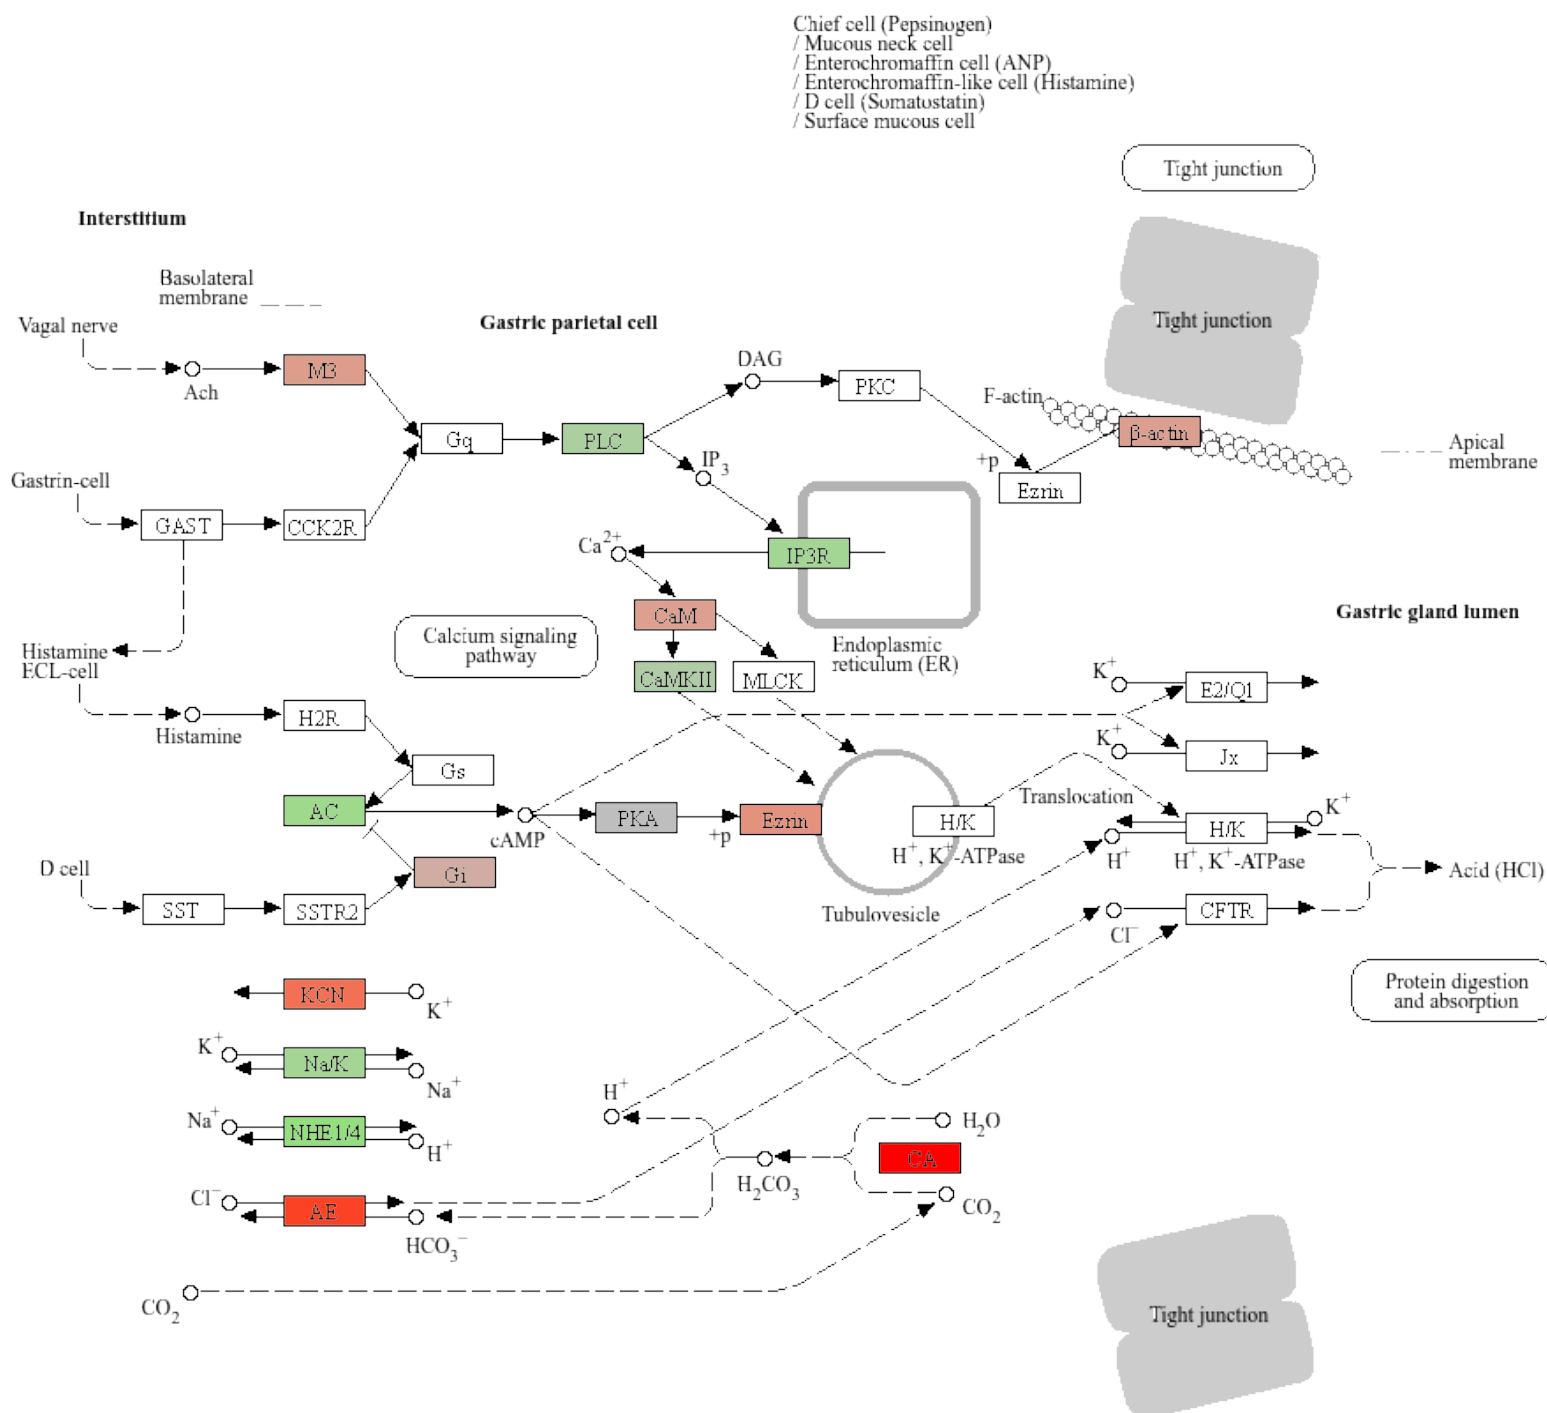 Chief cell (Pepsinogen)
/ Mucous neck cell
/ Enterochromaffin cell (ANP)
/ Enterochromaffin-like cell (Histamine)
/ D cell (Somatostatin)
/ Surface mucous cell
Tight junction
Interstitium
Basolateral
membrane
Vagal nerve
Gastric parietal cell
Tight junction
Ach
M3
DAG
PKC
F-actin
β-actin
Gq
PLC
IP3
+p
Ezrin
Apical
membrane
Gastrin-cell
GAST
CCK2R
Ca2+
IP3R
CaM
Gastric gland lumen
Calcium signaling
pathway
Endoplasmic
reticulum (ER)
Histamine
ECL-cell
CaMKII
MLCK
K+
E2/Q1
Histamine
H2R
K+
Jx
Gs
Translocation
AC
cAMP
PKA
+p
Ezrin
H/K
H+, K+-ATPase
K+
H/K
H+
H+, K+-ATPase
D cell
Gi
Acid (HCl)
SST
SSTR2
Tubulovesicle
CFTR
Cl−
KCN
K+
Protein digestion
and absorption
K+
Na/K
Na+
H+
Na+
NHE1/4
H+
H2O
CA
H2CO3
Cl−
AE
HCO3−
CO2
CO2
Tight junction